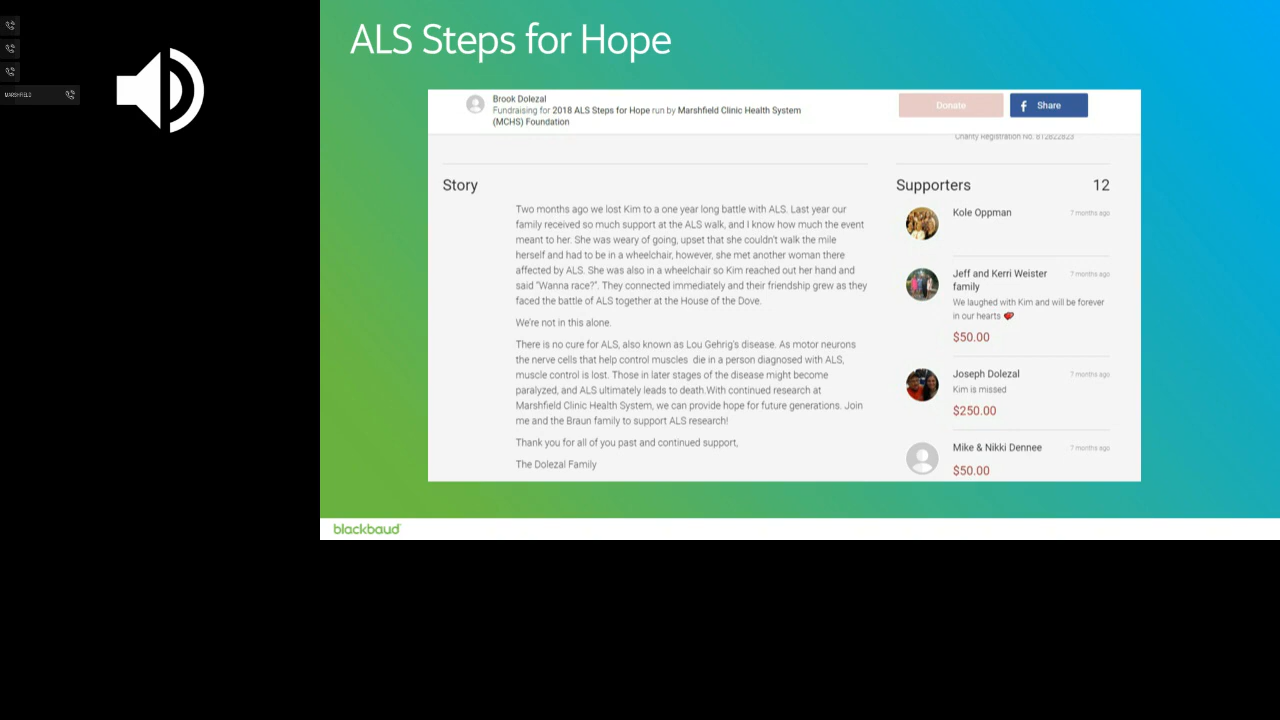 MARSHFIELD
ALS Steps for Hope
Brook Dolezal
Fundraising for 2018 ALS Steps for Hope run by Marshfield Clinic Health System
(MCHS) Foundation
Donate
f Share
Charity Registration No. 812822823
Story
Two months ago we lost Kim to a one year long battle with ALS. Last year our
family received so much support at the ALS walk, and I know how much the event
meant to her. She was weary of going, upset that she couldn't walk the mile
herself and had to be in a wheelchair, however, she met another woman there
affected by ALS. She was also in a wheelchair so Kim reached out her hand and
said "Wanna race?". They connected immediately and their friendship grew as they
faced the battle of ALS together at the House of the Dove.
We're not in this alone.
There is no cure for ALS, also known as Lou Gehrig's disease. As motor neurons
the nerve cells that help control muscles die in a person diagnosed with ALS,
muscle control is lost. Those in later stages of the disease might become
paralyzed, and ALS ultimately leads to death.With continued research at
Marshfield Clinic Health System, we can provide hope for future generations. Join
me and the Braun family to support ALS research!
Thank you for all of you past and continued support,
The Dolezal Family
Supporters 12
Kole Oppman 7 months ago
Jeff and Kerri Weister 7 months ago
family
We laughed with Kim and will be forever
in our hearts
$50.00
Joseph Dolezal 7 months ago
Kim is missed
$250.00
Mike & Nikki Dennee 7 months ago
$50.00
blackbaud